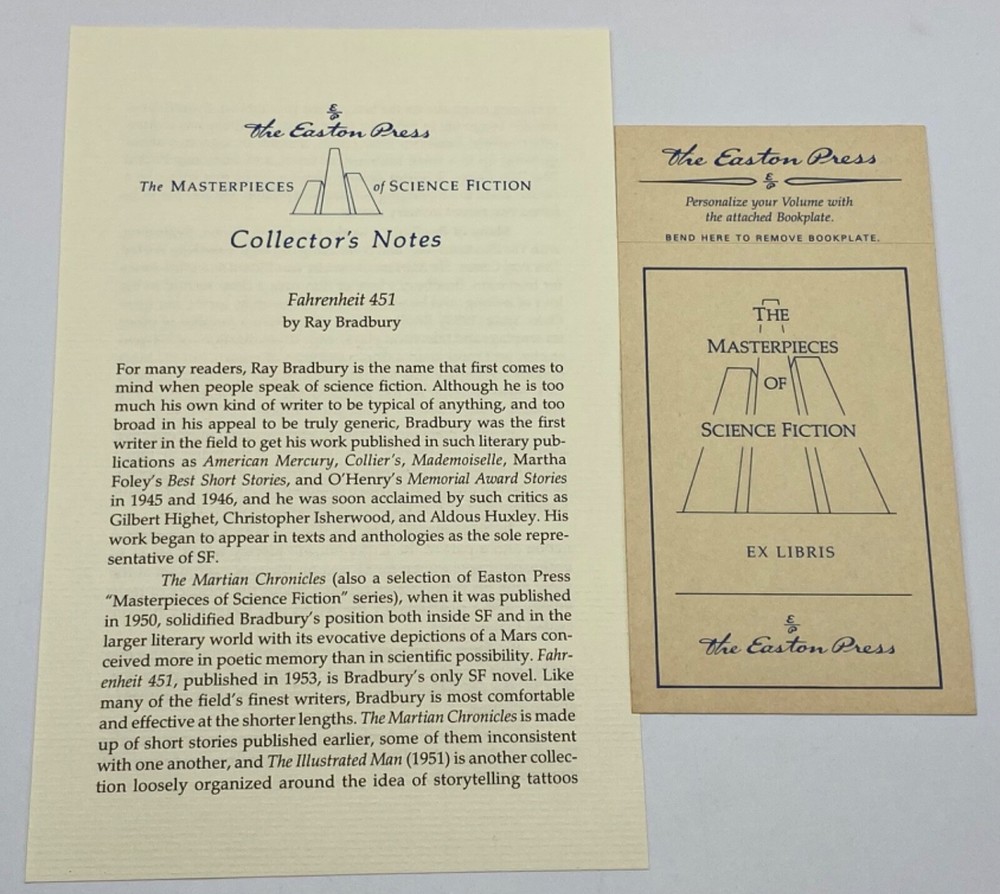 The Easton Press
The MASTERPIECES of SCIENCE FICTION
Collector's Notes
Fahrenheit 451
by Ray Bradbury
For many readers, Ray Bradbury is the name that first comes to
mind when people speak of science fiction. Although he is too
much his own kind of writer to be typical of anything, and too
broad in his appeal to be truly generic, Bradbury was the first
writer in the field to get his work published in such literary pub-
lications as American Mercury, Collier's, Mademoiselle, Martha
Foley's Best Short Stories, and O'Henry's Memorial Award Stories
in 1945 and 1946, and he was soon acclaimed by such critics as
Gilbert Highet, Christopher Isherwood, and Aldous Huxley. His
work began to appear in texts and anthologies as the sole repre-
sentative of SF.
The Martian Chronicles (also a selection of Easton Press
"Masterpieces of Science Fiction" series), when it was published
in 1950, solidified Bradbury's position both inside SF and in the
larger literary world with its evocative depictions of a Mars con-
ceived more in poetic memory than in scientific possibility. Fahr-
enheit 451, published in 1953, is Bradbury's only SF novel. Like
many of the field's finest writers, Bradbury is most comfortable
and effective at the shorter lengths. The Martian Chronicles is made
up of short stories published earlier, some of them inconsistent
with one another, and The Illustrated Man (1951) is another collec-
tion loosely organized around the idea of storytelling tattoos
The Easton Press
Personalize your Volume with
the attached Bookplate.
BEND HERE TO REMOVE BOOKPLATE.
THE
MASTERPIECES
OF
SCIENCE FICTION
EX LIBRIS
The Easton Press